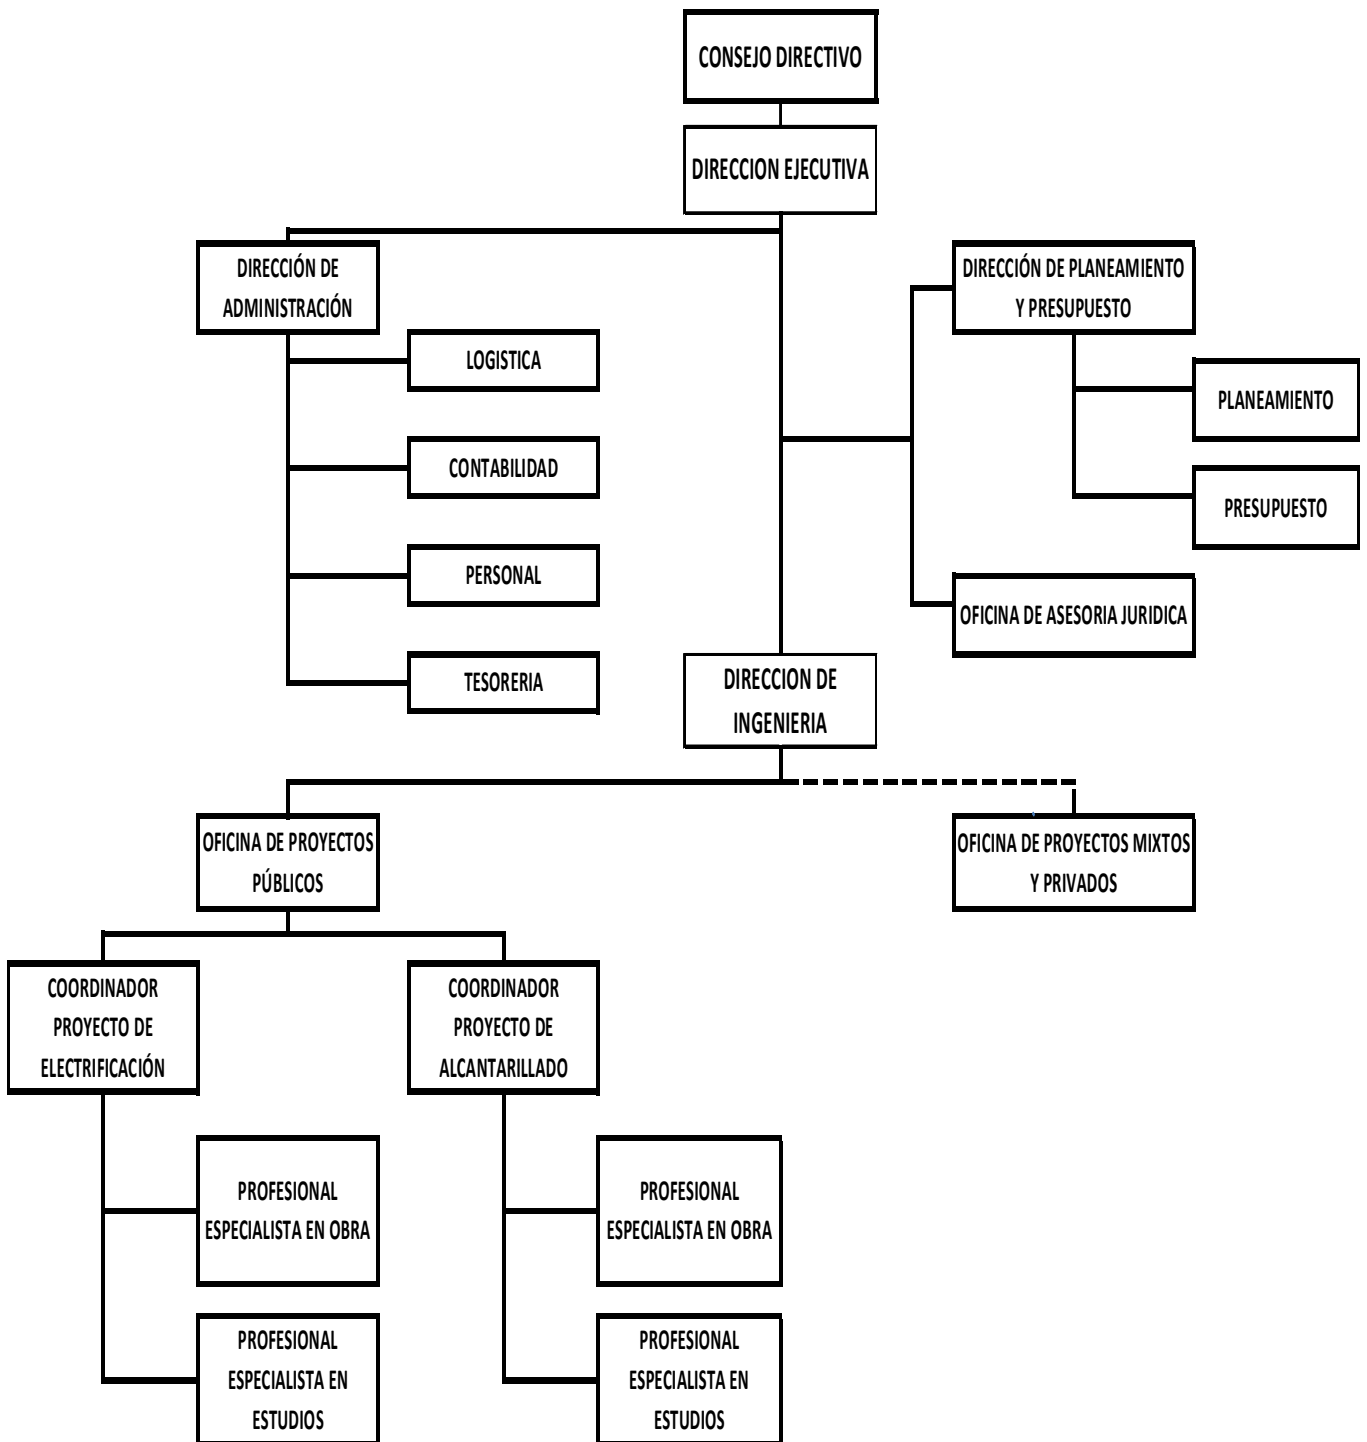 CONSEJO DIRECTIVO
DIRECCION EJECUTIVA
DIRECCIÓN DE
ADMINISTRACIÓN
DIRECCIÓN DE PLANEAMIENTO
Y PRESUPUESTO
LOGISTICA
PLANEAMIENTO
CONTABILIDAD
PRESUPUESTO
PERSONAL
OFICINA DE ASESORIA JURIDICA
TESORERIA
DIRECCION DE
INGENIERIA
OFICINA DE PROYECTOS
PÚBLICOS
OFICINA DE PROYECTOS MIXTOS
Y PRIVADOS
COORDINADOR
PROYECTO DE
ELECTRIFICACIÓN
COORDINADOR
PROYECTO DE
ALCANTARILLADO
PROFESIONAL
ESPECIALISTA EN OBRA
PROFESIONAL
ESPECIALISTA EN OBRA
PROFESIONAL
ESPECIALISTA EN
ESTUDIOS
PROFESIONAL
ESPECIALISTA EN
ESTUDIOS